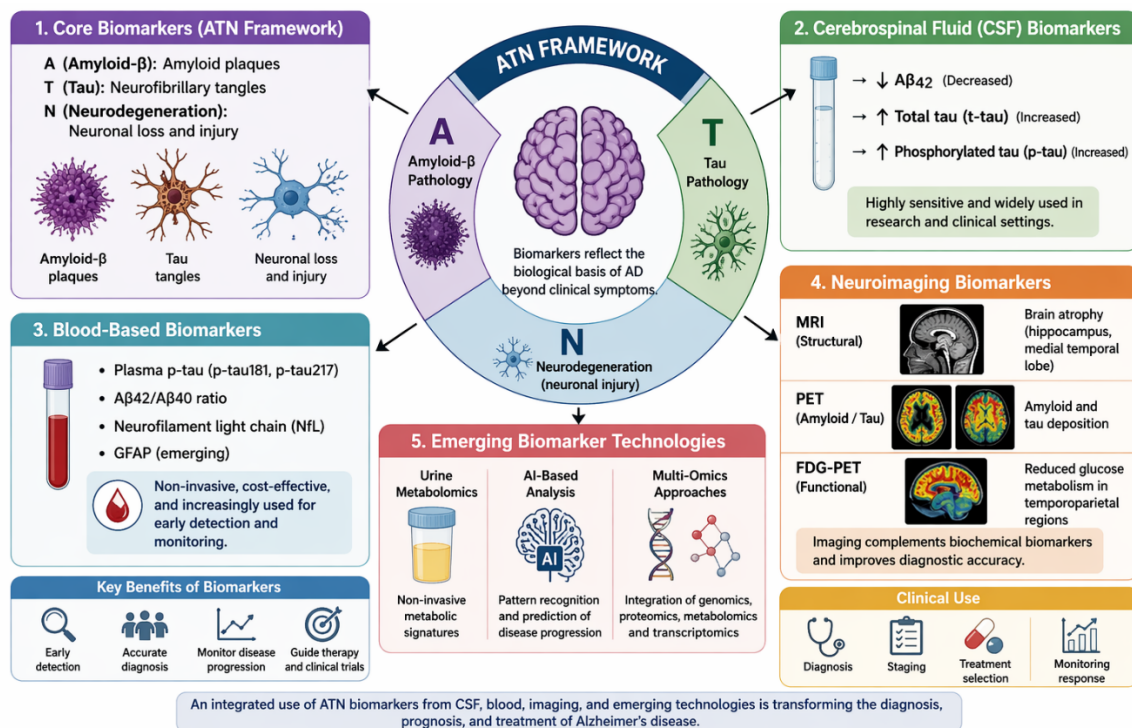 1. Core Biomarkers (ATN Framework)
A (Amyloid-β): Amyloid plaques
T (Tau): Neurofibrillary tangles
N (Neurodegeneration):
Neuronal loss and injury
Amyloid-β
plaques
Tau
tangles
Neuronal loss
and injury
ATN FRAMEWORK
A
Amyloid-β
Pathology
T
Tau
Pathology
Biomarkers reflect the
biological basis of AD
beyond clinical symptoms.
N
Neurodegeneration
(neuronal injury)
2. Cerebrospinal Fluid (CSF) Biomarkers
→ ↓ Aβ42 (Decreased)
→ ↑ Total tau (t-tau) (Increased)
→ ↑ Phosphorylated tau (p-tau) (Increased)
Highly sensitive and widely used in
research and clinical settings.
3. Blood-Based Biomarkers
• Plasma p-tau (p-tau181, p-tau217)
• Aβ42/Aβ40 ratio
• Neurofilament light chain (NfL)
• GFAP (emerging)
Non-invasive, cost-effective,
and increasingly used for
early detection and
monitoring.
4. Neuroimaging Biomarkers
MRI
(Structural)
Brain atrophy
(hippocampus,
medial temporal
lobe)
PET
(Amyloid / Tau)
Amyloid and
tau deposition
FDG-PET
(Functional)
Reduced glucose
metabolism in
temporoparietal
regions
Imaging complements biochemical biomarkers
and improves diagnostic accuracy.
5. Emerging Biomarker Technologies
Urine
Metabolomics
Non-invasive
metabolic
signatures
AI-Based
Analysis
AI
Pattern recognition
and prediction of
disease progression
Multi-Omics
Approaches
Integration of genomics,
proteomics, metabolomics
and transcriptomics
Key Benefits of Biomarkers
Early
detection
Accurate
diagnosis
Monitor disease
progression
Guide therapy
and clinical trials
Clinical Use
Diagnosis
Staging
Treatment
selection
Monitoring
response
An integrated use of ATN biomarkers from CSF, blood, imaging, and emerging technologies is transforming the diagnosis,
prognosis, and treatment of Alzheimer's disease.